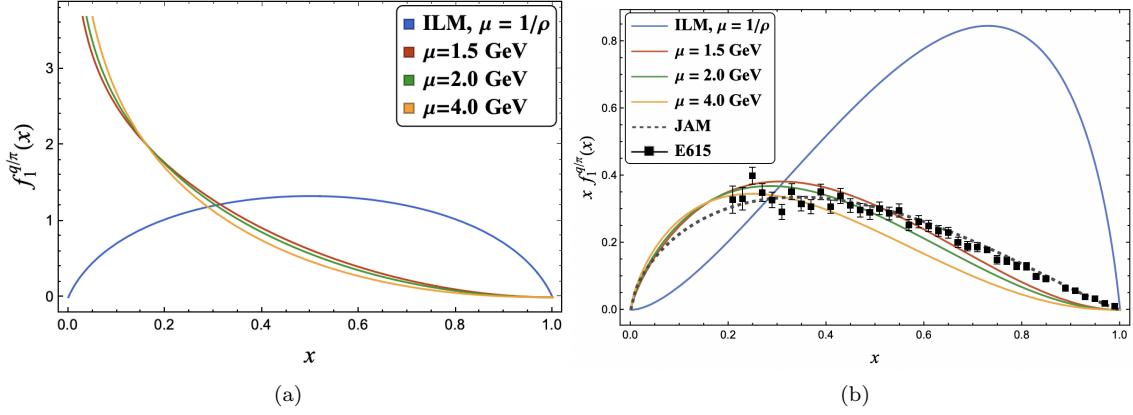 ILM, μ = 1/ρ
μ=1.5 GeV
μ=2.0 GeV
μ=4.0 GeV
3
2
1
0
f₁^{q/π}(x)
0.0 0.2 0.4 0.6 0.8 1.0
x
(a)
ILM, μ = 1/ρ
μ = 1.5 GeV
μ = 2.0 GeV
μ = 4.0 GeV
JAM
E615
0.8
0.6
0.4
0.2
0.0
x f₁^{q/π}(x)
0.0 0.2 0.4 0.6 0.8 1.0
x
(b)